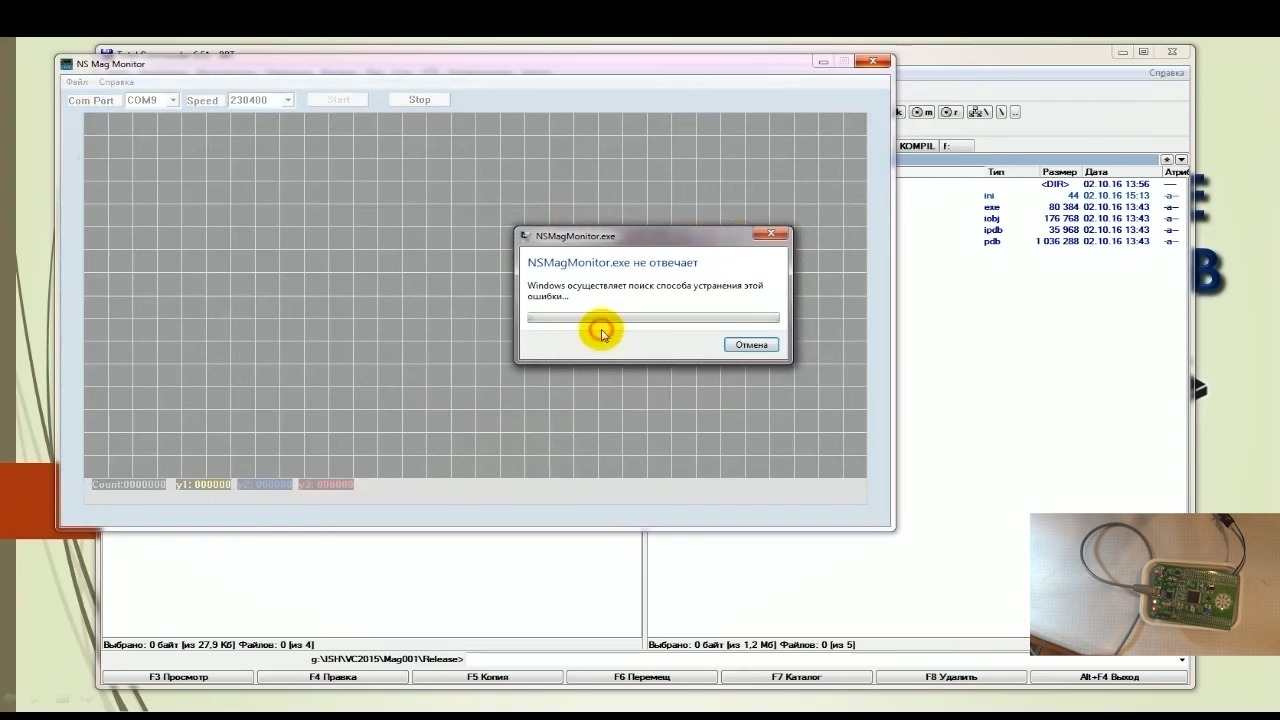 NS Mag Monitor
Файл Справка
Com Port COM9 Speed 230400 Start Stop
NSMagMonitor.exe
NSMagMonitor.exe не отвечает
Windows осуществляет поиск способа устранения этой
ошибки...
Отмена
Count:0000000 y1: 000000 y2: 000000 y3: 000000
Справка
k m r \ \ ..
KOMPIL f:
Тип Размер Дата Атриб
<DIR> 02.10.16 13:56 —
ini 44 02.10.16 15:13 -a–
exe 80 384 02.10.16 13:43 -a–
iobj 176 768 02.10.16 13:43 -a–
ipdb 35 968 02.10.16 13:43 -a–
pdb 1 036 288 02.10.16 13:43 -a–
Е
В
Выбрано: 0 байт [из 27,9 Кб] Файлов: 0 [из 4]
Выбрано: 0 байт [из 1,2 Мб] Файлов: 0 [из 5]
g:\ISH\VC2015\Mag001\Release>
F3 Просмотр F4 Правка F5 Копия F6 Перемещ F7 Каталог F8 Удалить Alt+F4 Выход